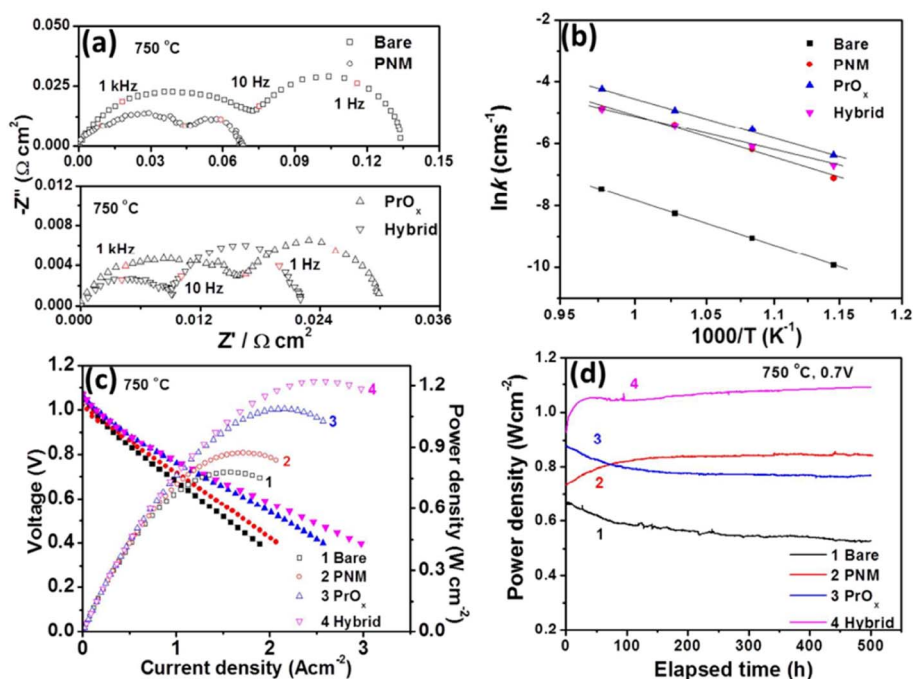 (a)
750 °C
Bare
PNM
1 kHz
10 Hz
1 Hz
0.050
0.025
0.000
0.00
0.03
0.06
0.09
0.12
0.15
-Z'' (Ω cm²)
750 °C
PrOₓ
Hybrid
1 kHz
10 Hz
1 Hz
0.012
0.008
0.004
0.000
0.000
0.012
0.024
0.036
Z' / Ω cm²
(b)
Bare
PNM
PrOₓ
Hybrid
-2
-4
-6
-8
-10
lnk (cms⁻¹)
0.95
1
1.05
1.1
1.15
1.2
1000/T (K⁻¹)
(c)
750 °C
1.2
1.0
0.8
0.6
0.4
0.2
0.0
Voltage (V)
4
3
2
1
1 Bare
2 PNM
3 PrOₓ
4 Hybrid
0
1
2
3
Current density (Acm⁻²)
1.2
1.0
0.8
0.6
0.4
0.2
0.0
Power density (W cm⁻²)
(d)
750 °C, 0.7V
4
3
2
1
1 Bare
2 PNM
3 PrOₓ
4 Hybrid
1.2
1.0
0.8
0.6
0.4
0.2
Power density (Wcm⁻²)
0
100
200
300
400
500
Elapsed time (h)